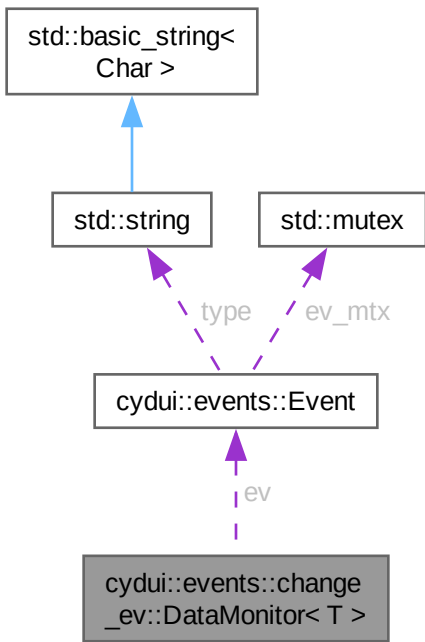 std::basic_string<
Char >
std::string
std::mutex
type
ev_mtx
cydui::events::Event
ev
cydui::events::change
_ev::DataMonitor< T >